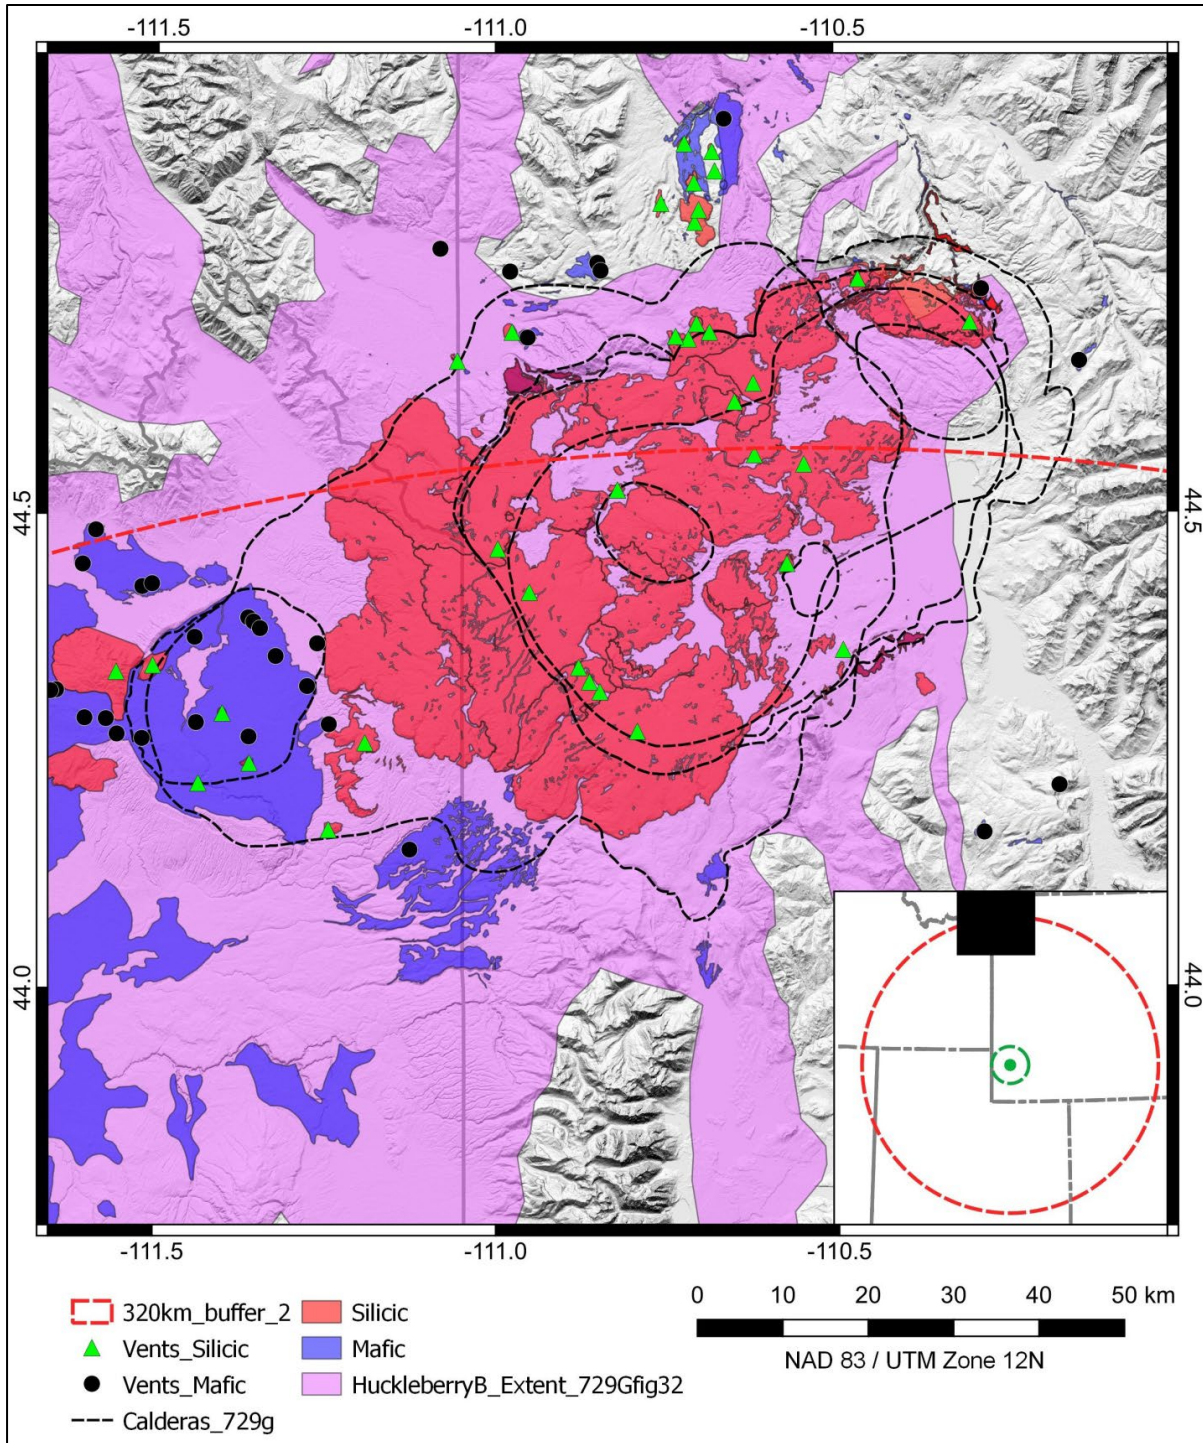 -111.5 -111.0 -110.5
44.5 44.5
44.0 44.0
-111.5 -111.0 -110.5
320km_buffer_2 Silicic
Vents_Silicic Mafic
Vents_Mafic HuckleberryB_Extent_729Gfig32
Calderas_729g
0 10 20 30 40 50 km
NAD 83 / UTM Zone 12N